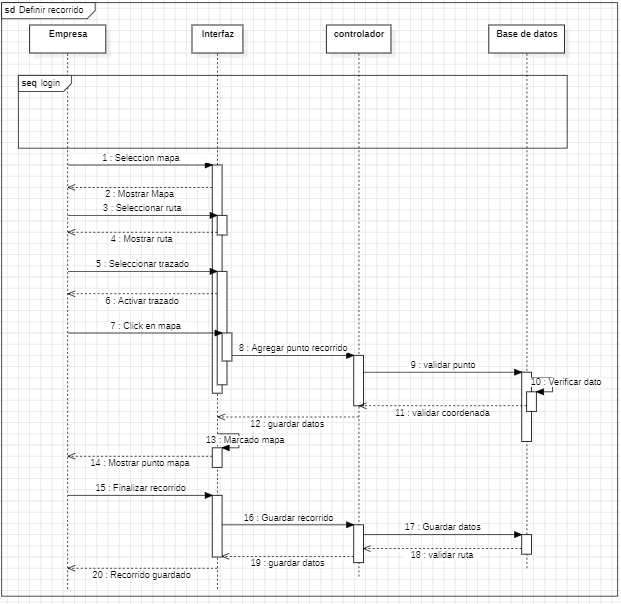 sd Definir recorrido
Empresa
Interfaz
controlador
Base de datos
seq login
1 : Seleccion mapa
2 : Mostrar Mapa
3 : Seleccionar ruta
4 : Mostrar ruta
5 : Seleccionar trazado
6 : Activar trazado
7 : Click en mapa
8 : Agregar punto recorrido
9 : validar punto
10 : Verificar dato
11 : validar coordenada
12 : guardar datos
13 : Marcado mapa
14 : Mostrar punto mapa
15 : Finalizar recorrido
16 : Guardar recorrido
17 : Guardar datos
18 : validar ruta
19 : guardar datos
20 : Recorrido guardado